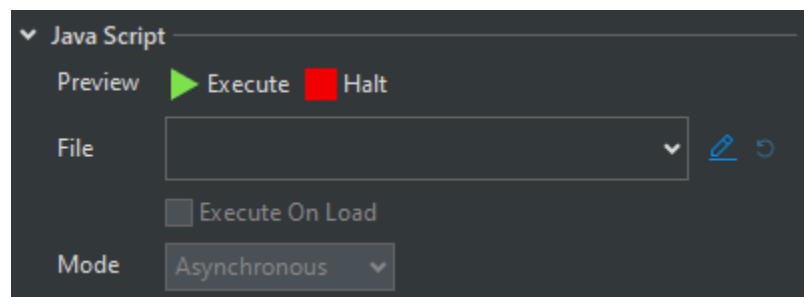 Java Script
Preview Execute Halt
File
Execute On Load
Mode Asynchronous